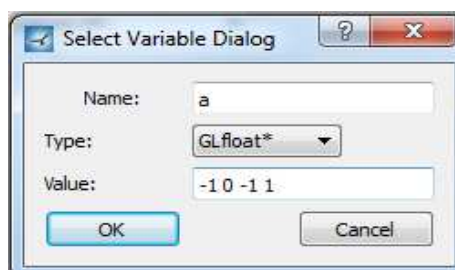 Select Variable Dialog
?
Name: a
Type: GLfloat*
Value: -1 0 -1 1
OK Cancel